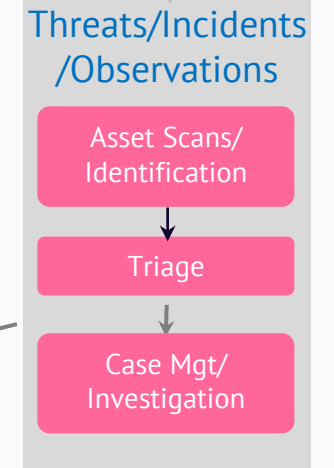 Threats/Incidents
/Observations
Asset Scans/
Identification
Triage
Case Mgt/
Investigation